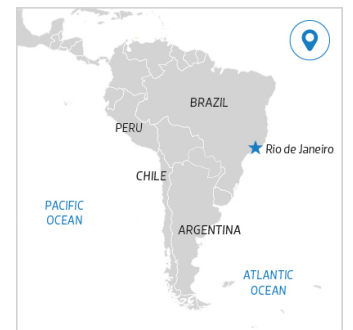 BRAZIL
PERU
Rio de Janeiro
CHILE
PACIFIC
OCEAN
ARGENTINA
ATLANTIC
OCEAN